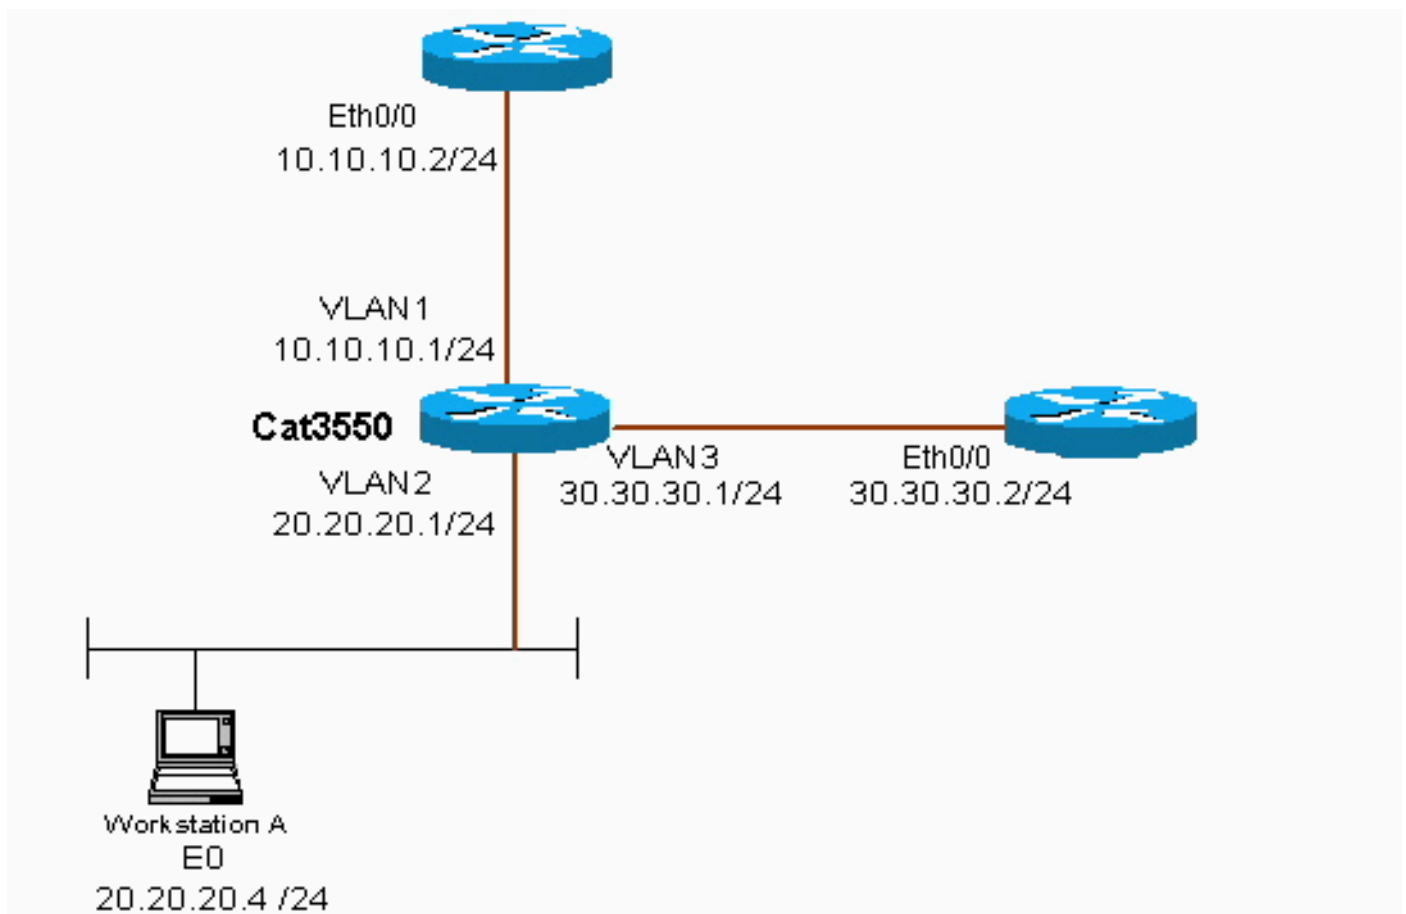 Eth0/0
10.10.10.2/24
VLAN1
10.10.10.1/24
Cat3550
VLAN2
20.20.20.1/24
VLAN3
30.30.30.1/24
Eth0/0
30.30.30.2/24
Workstation A
E0
20.20.20.4 /24